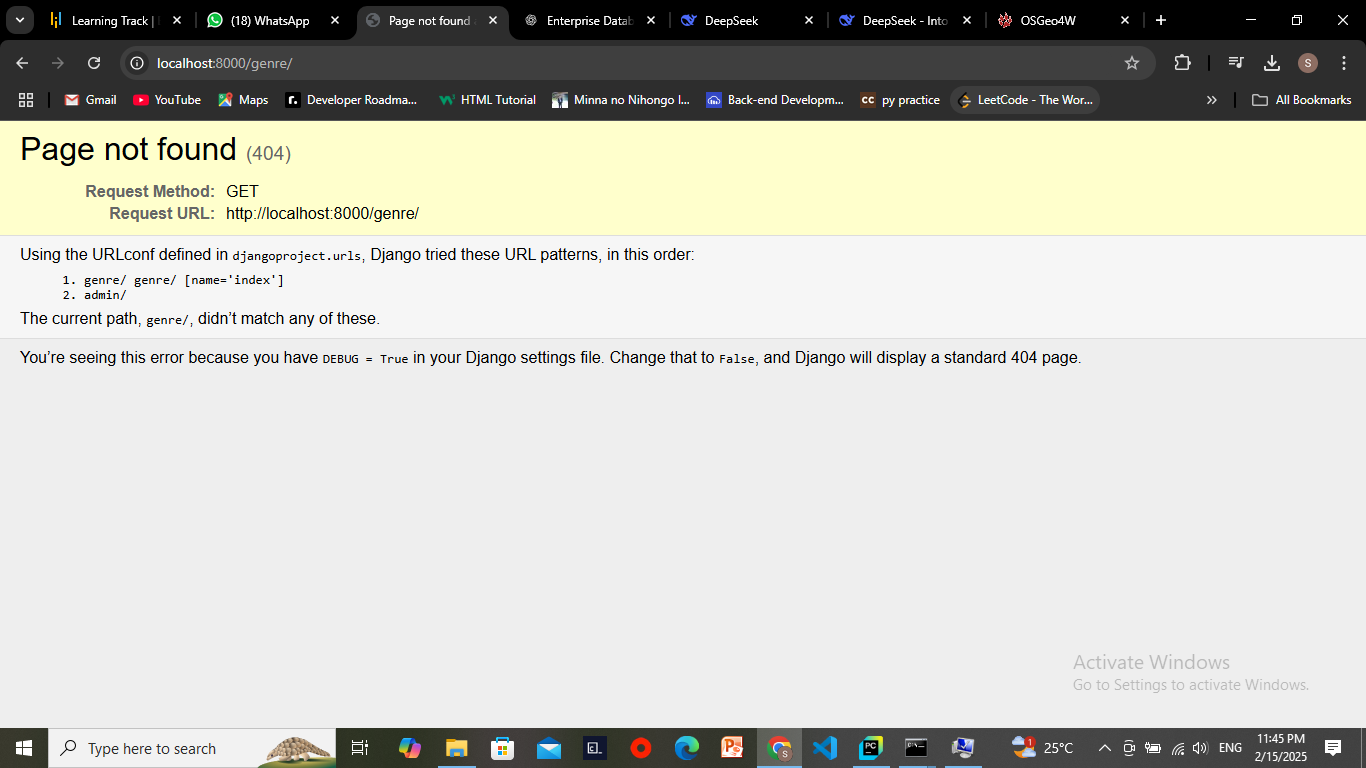 Learning Track |
(18) WhatsApp
Page not found
Enterprise Datab
DeepSeek
DeepSeek - Into
OSGeo4W
localhost:8000/genre/
S
Gmail
YouTube
Maps
r.
Developer Roadma...
HTML Tutorial
Minna no Nihongo I...
Back-end Developm...
CC
py practice
LeetCode - The Wor...
»
All Bookmarks
Page not found (404)
Request Method: GET
Request URL: http://localhost:8000/genre/
Using the URLconf defined in djangoproject.urls, Django tried these URL patterns, in this order:
1. genre/ genre/ [name='index']
2. admin/
The current path, genre/, didn’t match any of these.
You’re seeing this error because you have DEBUG = True in your Django settings file. Change that to False, and Django will display a standard 404 page.
Activate Windows
Go to Settings to activate Windows.
Type here to search
PC
S
1
25°C
ENG
11:45 PM
2/15/2025